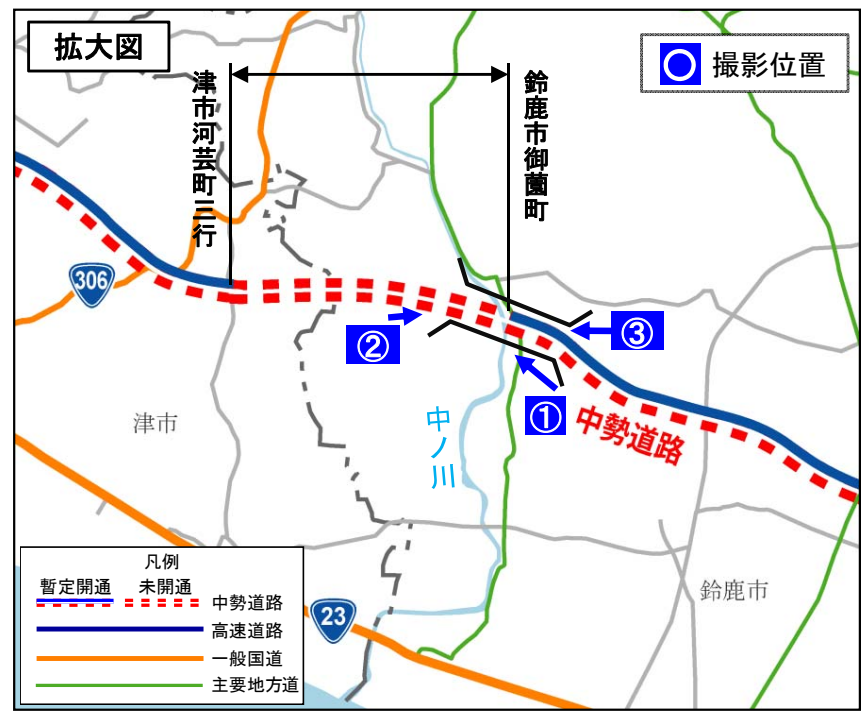 拡大図
撮影位置
津市河芸町三行
鈴鹿市御薗町
306
②
③
①
中勢道路
中ノ川
津市
鈴鹿市
23
凡例
暫定開通 未開通
中勢道路
高速道路
一般国道
主要地方道